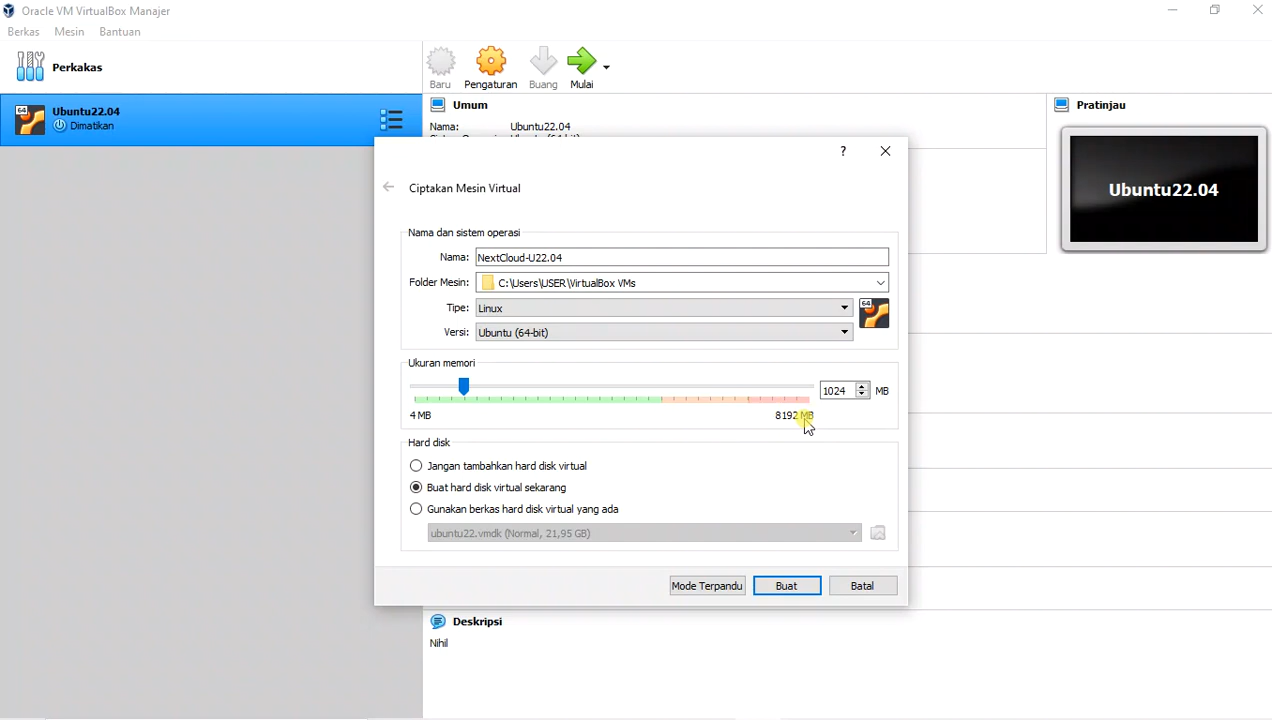 Oracle VM VirtualBox Manajer
Berkas Mesin Bantuan
Perkakas
Baru Pengaturan Buang Mulai
64
Ubuntu22.04
Dimatikan
Umum
Nama: Ubuntu22.04
Pratinjau
Ubuntu22.04
?
Ciptakan Mesin Virtual
Nama dan sistem operasi
Nama: NextCloud-U22.04
Folder Mesin: C:\Users\USER\VirtualBox VMs
Tipe: Linux
64
Versi: Ubuntu (64-bit)
Ukuran memori
1024 MB
4 MB 8192 MB
Hard disk
Jangan tambahkan hard disk virtual
Buat hard disk virtual sekarang
Gunakan berkas hard disk virtual yang ada
ubuntu22.vmdk (Normal, 21,95 GB)
Mode Terpandu Buat Batal
Deskripsi
Nihil